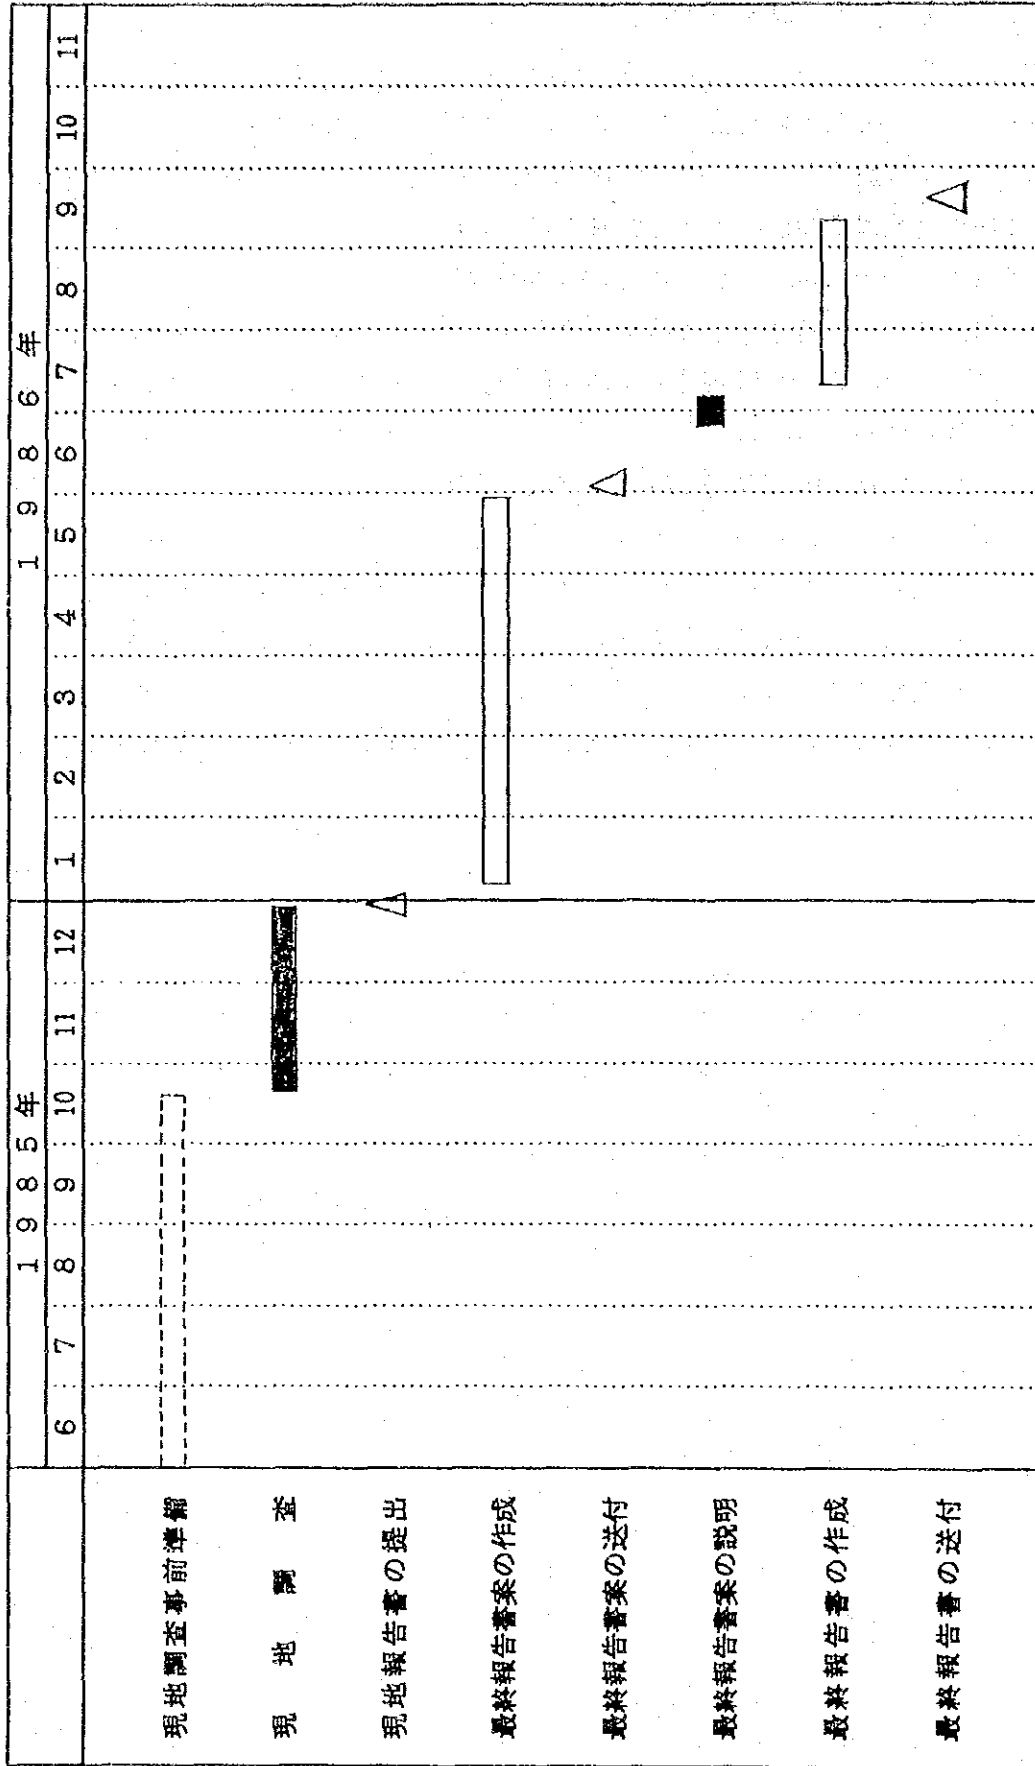 1985年
1986年
6 7 8 9 10 11 12 1 2 3 4 5 6 7 8 9 10 11
現地調査事前準備
現地調査
現地報告書の提出
最終報告書案の作成
最終報告書案の送付
最終報告書案の説明
最終報告書の作成
最終報告書の送付